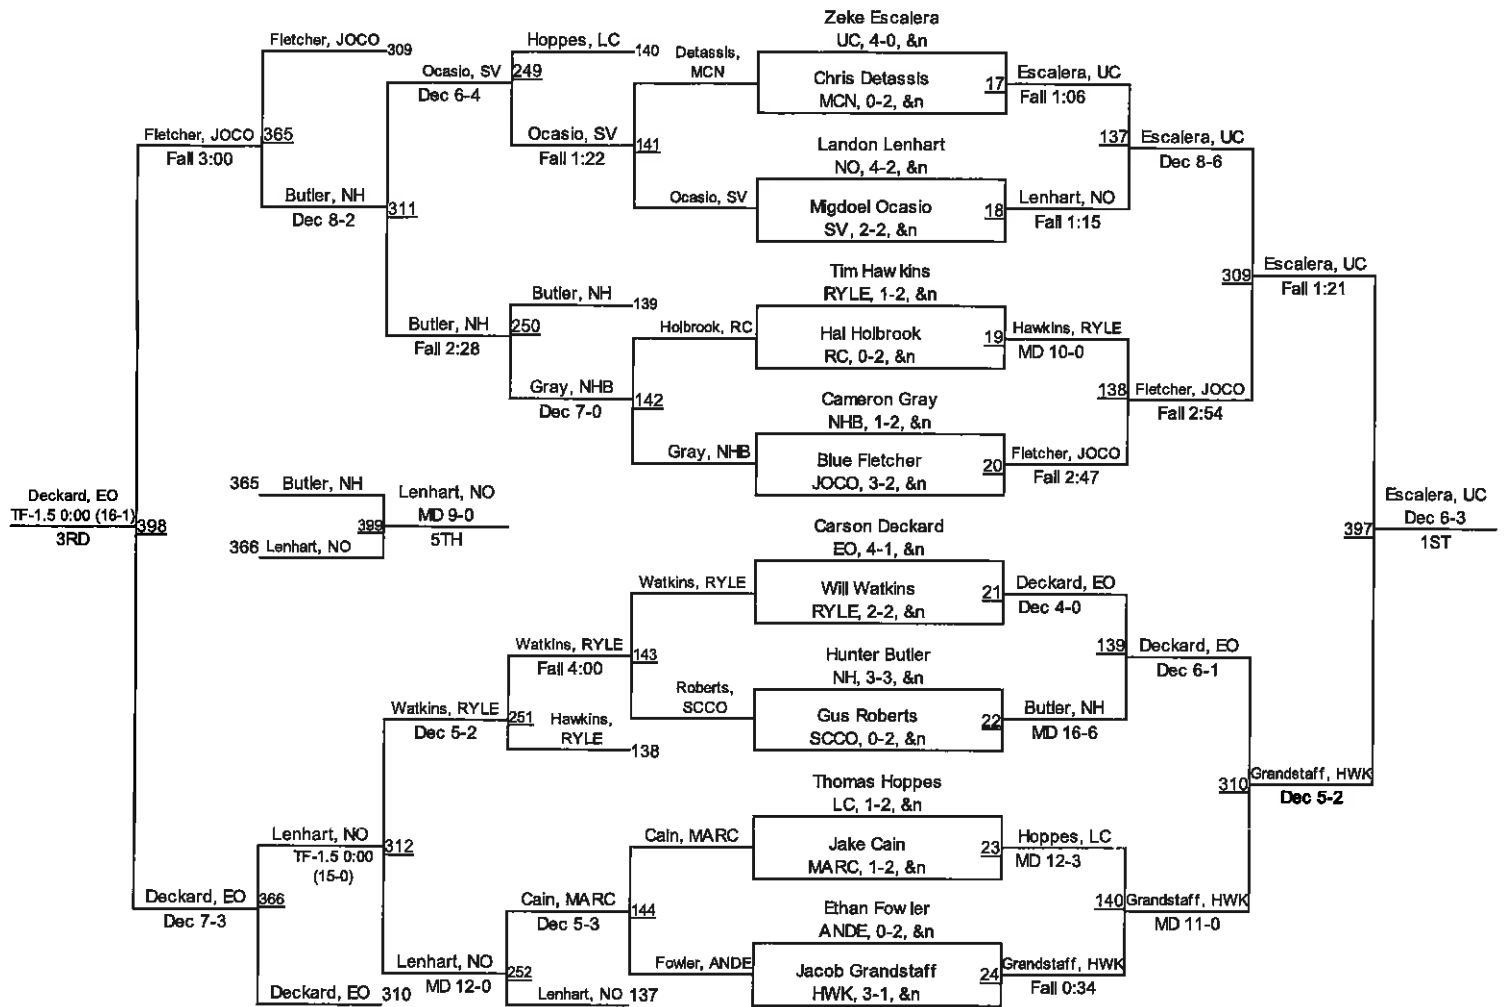 Zeke Escalera
UC, 4-0, &n
Fletcher, JOCO
309
Hoppes, LC
140
Detassis,
MCN
Ocasio, SV
249
Dec 6-4
Chris Detassis
MCN, 0-2, &n
17
Escalera, UC
Fall 1:06
Fletcher, JOCO
365
Fall 3:00
Ocasio, SV
141
Fall 1:22
Landon Lenhart
NO, 4-2, &n
137
Escalera, UC
Dec 8-6
Butler, NH
311
Dec 8-2
Ocasio, SV
Migdoel Ocasio
SV, 2-2, &n
18
Lenhart, NO
Fall 1:15
Tim Hawkins
RYLE, 1-2, &n
309
Escalera, UC
Fall 1:21
Butler, NH
139
Butler, NH
250
Fall 2:28
Holbrook, RC
Hal Holbrook
RC, 0-2, &n
19
Hawkins, RYLE
MD 10-0
Gray, NHB
142
Dec 7-0
Cameron Gray
NHB, 1-2, &n
138
Fletcher, JOCO
Fall 2:54
Gray, NHB
Blue Fletcher
JOCO, 3-2, &n
20
Fletcher, JOCO
Fall 2:47
365 Butler, NH
Deckard, EO
TF-1.5 0:00 (16-1)
398
3RD
Lenhart, NO
399
MD 9-0
5TH
366 Lenhart, NO
Escalera, UC
397
Dec 6-3
1ST
Carson Deckard
EO, 4-1, &n
Watkins, RYLE
Will Watkins
RYLE, 2-2, &n
21
Deckard, EO
Dec 4-0
Watkins, RYLE
143
Fall 4:00
Hunter Butler
NH, 3-3, &n
139
Deckard, EO
Dec 6-1
Watkins, RYLE
251
Dec 5-2
Hawkins,
RYLE
138
Roberts,
SCCO
Gus Roberts
SCCO, 0-2, &n
22
Butler, NH
MD 16-6
Thomas Hoppes
LC, 1-2, &n
310
Grandstaff, HWK
Dec 5-2
Lenhart, NO
312
TF-1.5 0:00
(15-0)
Cain, MARC
Jake Cain
MARC, 1-2, &n
23
Hoppes, LC
MD 12-3
Deckard, EO
366
Dec 7-3
Cain, MARC
144
Dec 5-3
Ethan Fowler
ANDE, 0-2, &n
140
Grandstaff, HWK
MD 11-0
Lenhart, NO
252
MD 12-0
Fowler, ANDE
Jacob Grandstaff
HWK, 3-1, &n
24
Grandstaff, HWK
Fall 0:34
Deckard, EO 310
Lenhart, NO 137